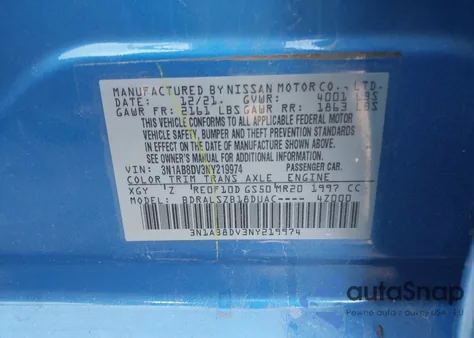 MANUFACTURED BY NISSAN MOTOR CO., LTD.
DATE: 12/21. GVWR: 4001 LBS
GAWR FR: 2161 LBS GAWR RR: 1863 LBS
THIS VEHICLE CONFORMS TO ALL APPLICABLE FEDERAL MOTOR
VEHICLE SAFETY, BUMPER AND THEFT PREVENTION STANDARDS
IN EFFECT ON THE DATE OF MANUFACTURE SHOWN ABOVE.
SEE OWNER'S MANUAL FOR ADDITIONAL INFORMATION.
VIN: 3N1AB8DV3NY219974 PASSENGER CAR.
COLOR TRIM TRANS AXLE ENGINE
XGY Z RE0F10D GS50 MR20 1997 CC
MODEL: BDRALSZB18DUAC---- 4Z000
3N1AB8DV3NY219974
autoSnap
Pewne auta z